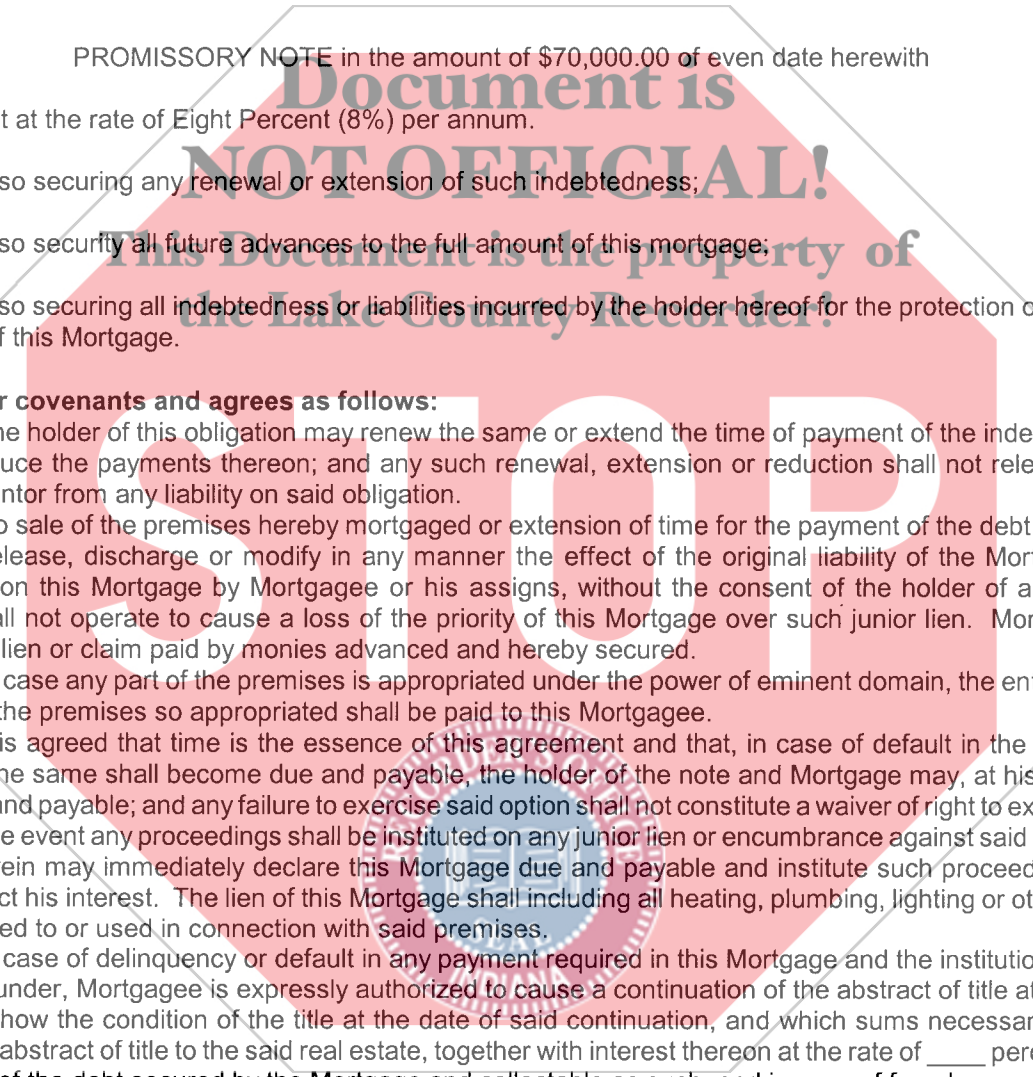 PROMISSORY NOTE in the amount of $70,000.00 of even date herewith
Document is
t at the rate of Eight Percent (8%) per annum.
NOT OFFICIAL!
so securing any renewal or extension of such indebtedness;
so security all future advances to the full amount of this mortgage;
This Document is the property of
so securing all indebtedness or liabilities incurred by the holder hereof for the protection o
the Lake County Recorder!
f this Mortgage.
r covenants and agrees as follows:
STOP
ne holder of this obligation may renew the same or extend the time of payment of the inde
uce the payments thereon; and any such renewal, extension or reduction shall not rele
ntor from any liability on said obligation.
o sale of the premises hereby mortgaged or extension of time for the payment of the debt
elease, discharge or modify in any manner the effect of the original liability of the Mor
on this Mortgage by Mortgagee or his assigns, without the consent of the holder of a
all not operate to cause a loss of the priority of this Mortgage over such junior lien. Mor
lien or claim paid by monies advanced and hereby secured.
case any part of the premises is appropriated under the power of eminent domain, the en
the premises so appropriated shall be paid to this Mortgagee.
is agreed that time is the essence of this agreement and that, in case of default in the
ne same shall become due and payable, the holder of the note and Mortgage may, at his
and payable; and any failure to exercise said option shall not constitute a waiver of right to ex
e event any proceedings shall be instituted on any junior lien or encumbrance against said
rein may immediately declare this Mortgage due and payable and institute such proceed
ct his interest. The lien of this Mortgage shall including all heating, plumbing, lighting or ot
ed to or used in connection with said premises.
RECORDER'S OFFICE
SEAL
INDIANA
case of delinquency or default in any payment required in this Mortgage and the institutio
under, Mortgagee is expressly authorized to cause a continuation of the abstract of title at
how the condition of the title at the date of said continuation, and which sums necessar
abstract of title to the said real estate, together with interest thereon at the rate of ____ perc